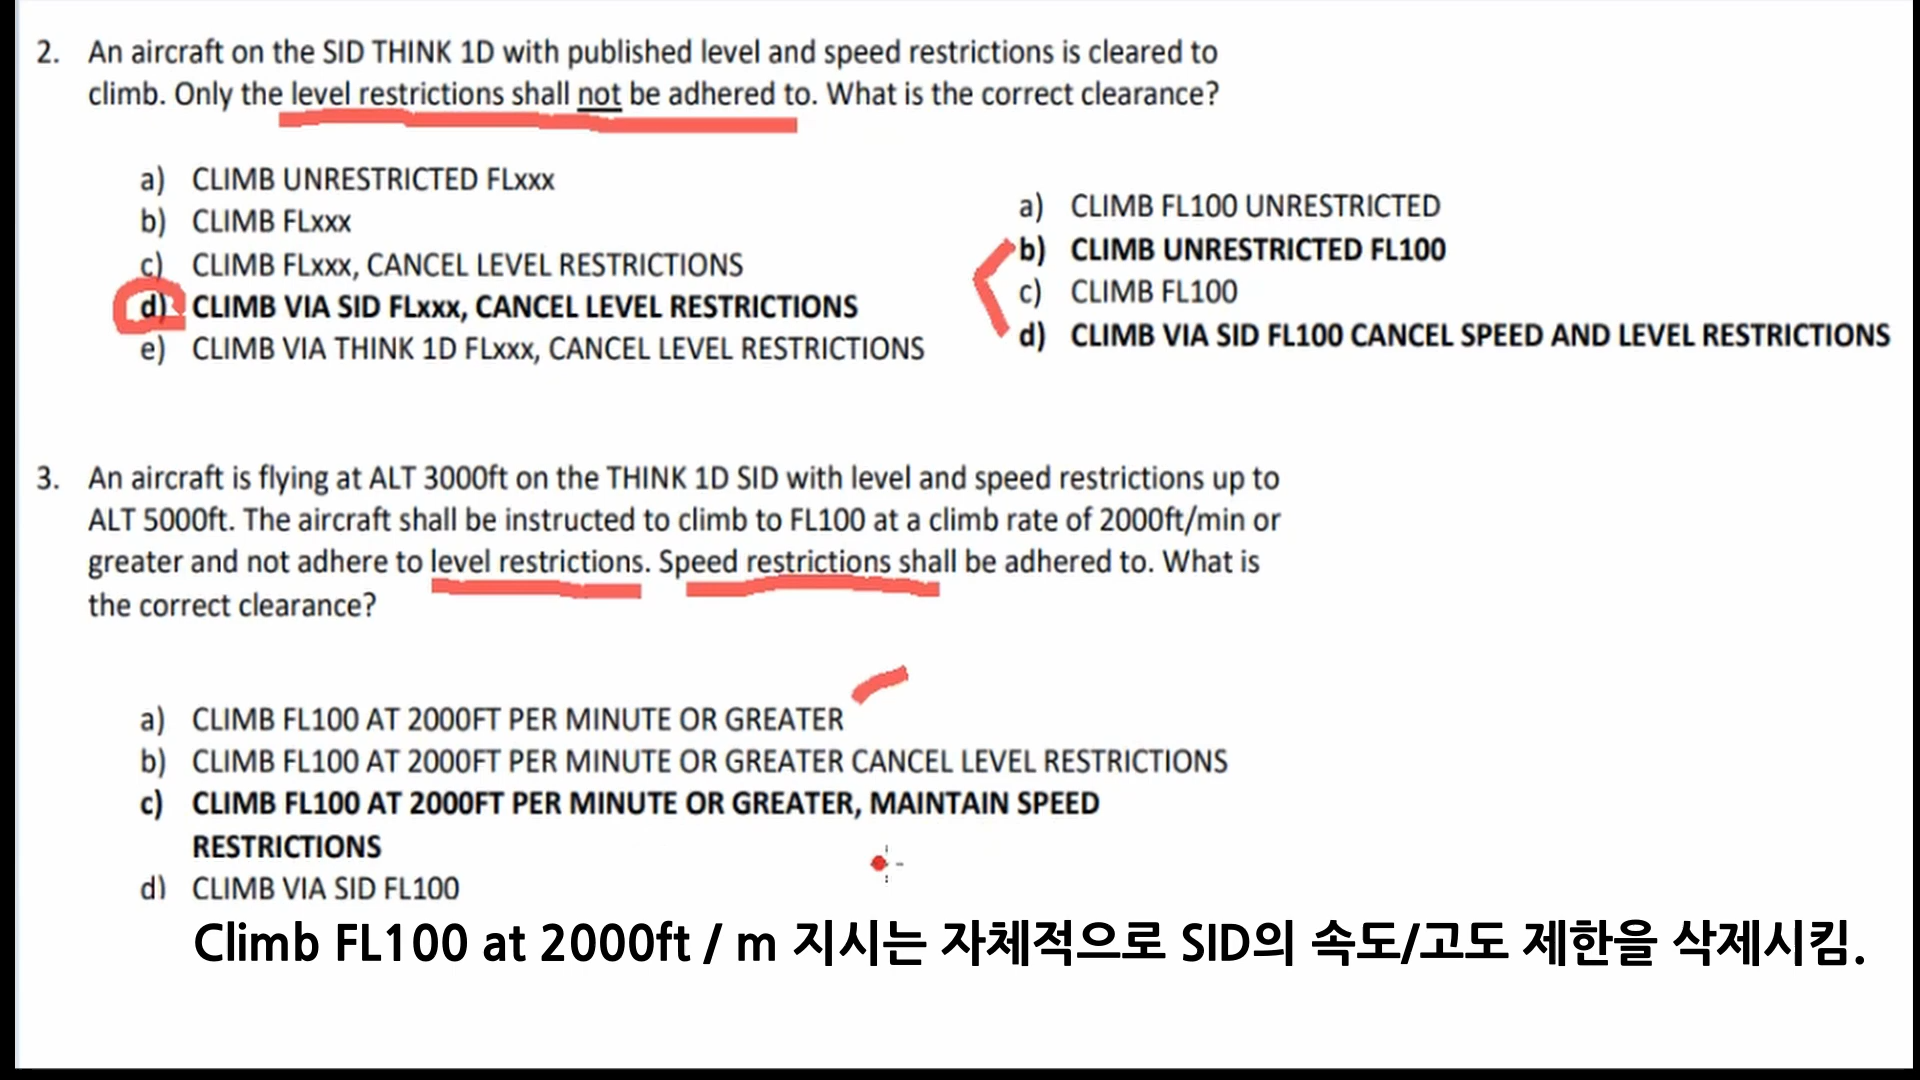 2. An aircraft on the SID THINK 1D with published level and speed restrictions is cleared to
climb. Only the level restrictions shall not be adhered to. What is the correct clearance?
a) CLIMB UNRESTRICTED FLxxx
b) CLIMB FLxxx
c) CLIMB FLxxx, CANCEL LEVEL RESTRICTIONS
d) CLIMB VIA SID FLxxx, CANCEL LEVEL RESTRICTIONS
e) CLIMB VIA THINK 1D FLxxx, CANCEL LEVEL RESTRICTIONS
a) CLIMB FL100 UNRESTRICTED
b) CLIMB UNRESTRICTED FL100
c) CLIMB FL100
d) CLIMB VIA SID FL100 CANCEL SPEED AND LEVEL RESTRICTIONS
3. An aircraft is flying at ALT 3000ft on the THINK 1D SID with level and speed restrictions up to
ALT 5000ft. The aircraft shall be instructed to climb to FL100 at a climb rate of 2000ft/min or
greater and not adhere to level restrictions. Speed restrictions shall be adhered to. What is
the correct clearance?
a) CLIMB FL100 AT 2000FT PER MINUTE OR GREATER
b) CLIMB FL100 AT 2000FT PER MINUTE OR GREATER CANCEL LEVEL RESTRICTIONS
c) CLIMB FL100 AT 2000FT PER MINUTE OR GREATER, MAINTAIN SPEED
RESTRICTIONS
d) CLIMB VIA SID FL100
Climb FL100 at 2000ft / m 지시는 자체적으로 SID의 속도/고도 제한을 삭제시킴.